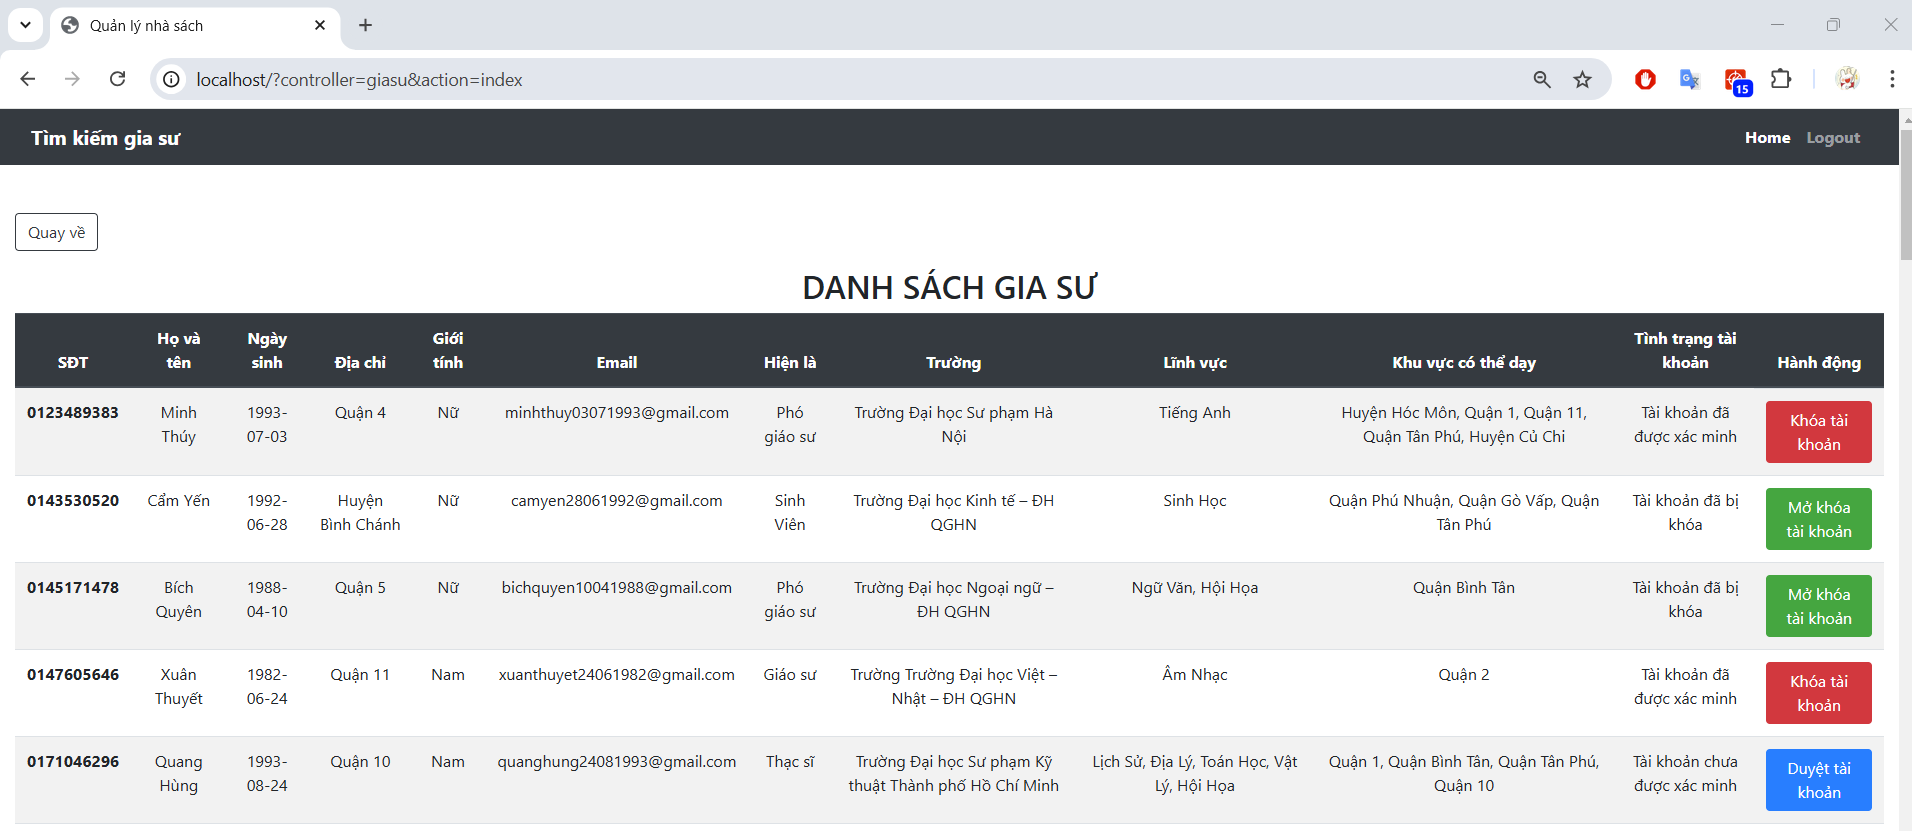 Quản lý nhà sách
localhost/?controller=giasu&action=index
15
Tìm kiếm gia sư
Home Logout
Quay về
DANH SÁCH GIA SƯ
SĐT Họ và tên Ngày sinh Địa chỉ Giới tính Email Hiện là Trường Lĩnh vực Khu vực có thể dạy Tình trạng tài khoản Hành động
0123489383 Minh Thúy 1993-07-03 Quận 4 Nữ minhthuy03071993@gmail.com Phó giáo sư Trường Đại học Sư phạm Hà Nội Tiếng Anh Huyện Hóc Môn, Quận 1, Quận 11, Quận Tân Phú, Huyện Củ Chi Tài khoản đã được xác minh Khóa tài khoản
0143530520 Cẩm Yến 1992-06-28 Huyện Bình Chánh Nữ camyen28061992@gmail.com Sinh Viên Trường Đại học Kinh tế – ĐH QGHN Sinh Học Quận Phú Nhuận, Quận Gò Vấp, Quận Tân Phú Tài khoản đã bị khóa Mở khóa tài khoản
0145171478 Bích Quyên 1988-04-10 Quận 5 Nữ bichquyen10041988@gmail.com Phó giáo sư Trường Đại học Ngoại ngữ – ĐH QGHN Ngữ Văn, Hội Họa Quận Bình Tân Tài khoản đã bị khóa Mở khóa tài khoản
0147605646 Xuân Thuyết 1982-06-24 Quận 11 Nam xuanthuyet24061982@gmail.com Giáo sư Trường Trường Đại học Việt – Nhật – ĐH QGHN Âm Nhạc Quận 2 Tài khoản đã được xác minh Khóa tài khoản
0171046296 Quang Hùng 1993-08-24 Quận 10 Nam quanghung24081993@gmail.com Thạc sĩ Trường Đại học Sư phạm Kỹ thuật Thành phố Hồ Chí Minh Lịch Sử, Địa Lý, Toán Học, Vật Lý, Hội Họa Quận 1, Quận Bình Tân, Quận Tân Phú, Quận 10 Tài khoản chưa được xác minh Duyệt tài khoản